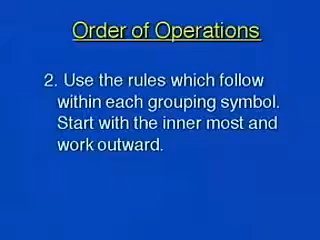 Order of Operations
2. Use the rules which follow
within each grouping symbol.
Start with the inner most and
work outward.